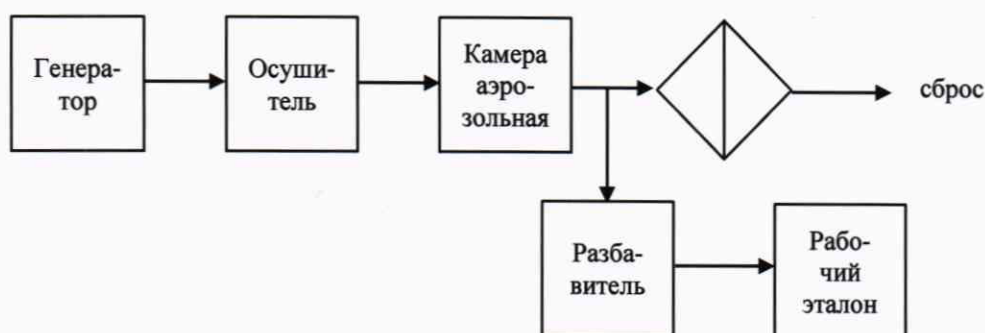 Генера-
тор
Осуши-
тель
Камера
аэро-
зольная
сброс
Разба-
витель
Рабо-
чий
эталон